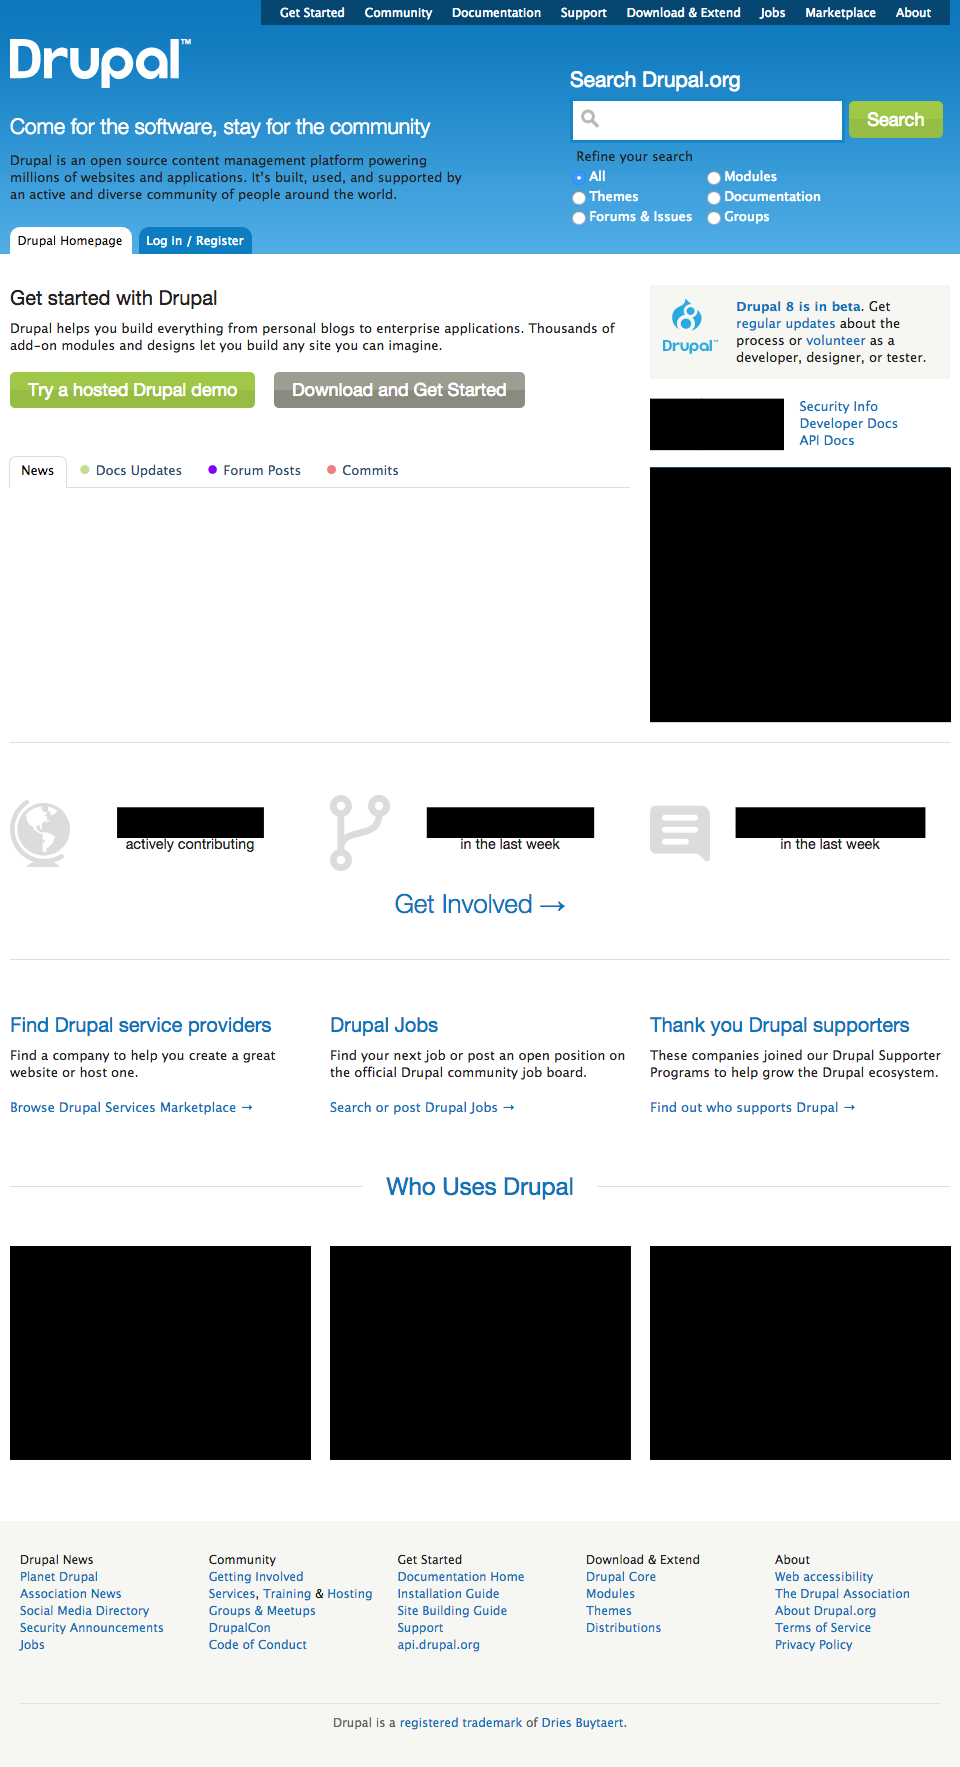 Get Started Community Documentation Support Download & Extend Jobs Marketplace About
Drupal™
Come for the software, stay for the community
Drupal is an open source content management platform powering
millions of websites and applications. It’s built, used, and supported by
an active and diverse community of people around the world.
Search Drupal.org
Search
Refine your search
All Modules
Themes Documentation
Forums & Issues Groups
Drupal Homepage Log in / Register
Get started with Drupal
Drupal helps you build everything from personal blogs to enterprise applications. Thousands of
add-on modules and designs let you build any site you can imagine.
Try a hosted Drupal demo Download and Get Started
Drupal™
Drupal 8 is in beta. Get
regular updates about the
process or volunteer as a
developer, designer, or tester.
Security Info
Developer Docs
API Docs
News Docs Updates Forum Posts Commits
actively contributing in the last week in the last week
Get Involved →
Find Drupal service providers
Find a company to help you create a great
website or host one.
Browse Drupal Services Marketplace →
Drupal Jobs
Find your next job or post an open position on
the official Drupal community job board.
Search or post Drupal Jobs →
Thank you Drupal supporters
These companies joined our Drupal Supporter
Programs to help grow the Drupal ecosystem.
Find out who supports Drupal →
Who Uses Drupal
Drupal News
Planet Drupal
Association News
Social Media Directory
Security Announcements
Jobs
Community
Getting Involved
Services, Training & Hosting
Groups & Meetups
DrupalCon
Code of Conduct
Get Started
Documentation Home
Installation Guide
Site Building Guide
Support
api.drupal.org
Download & Extend
Drupal Core
Modules
Themes
Distributions
About
Web accessibility
The Drupal Association
About Drupal.org
Terms of Service
Privacy Policy
Drupal is a registered trademark of Dries Buytaert.